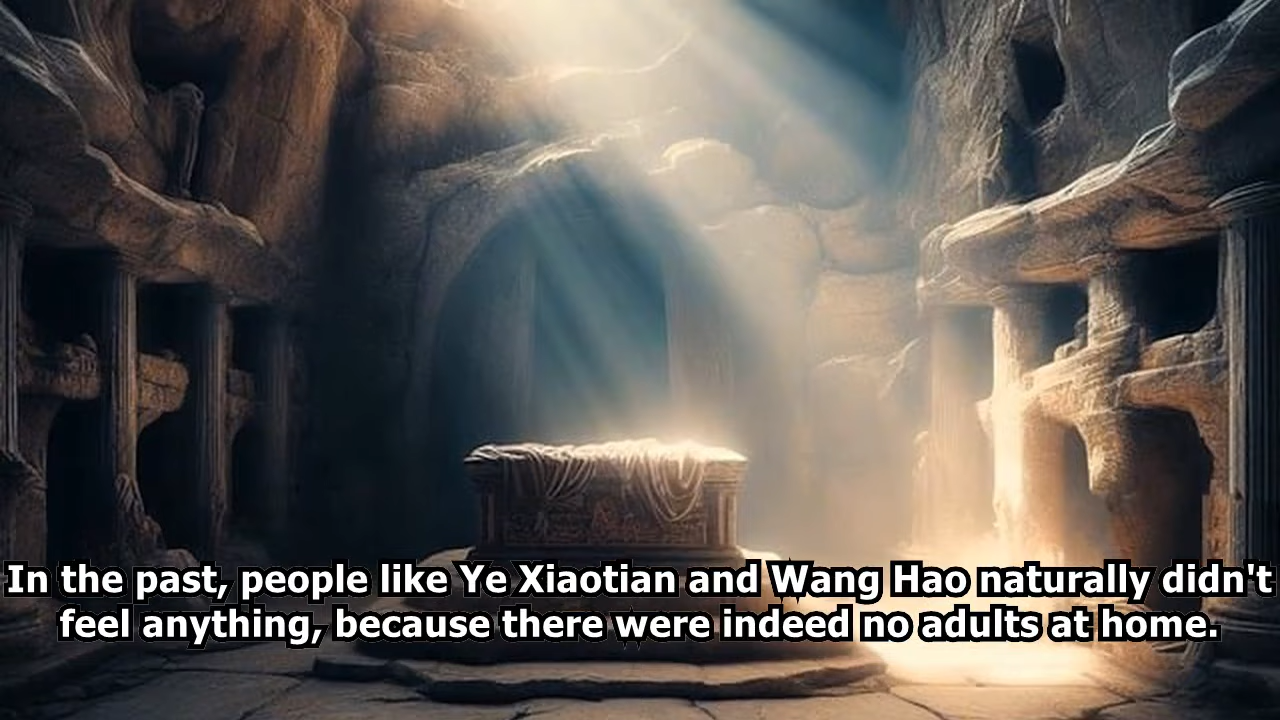 In the past, people like Ye Xiaotian and Wang Hao naturally didn't
feel anything, because there were indeed no adults at home.